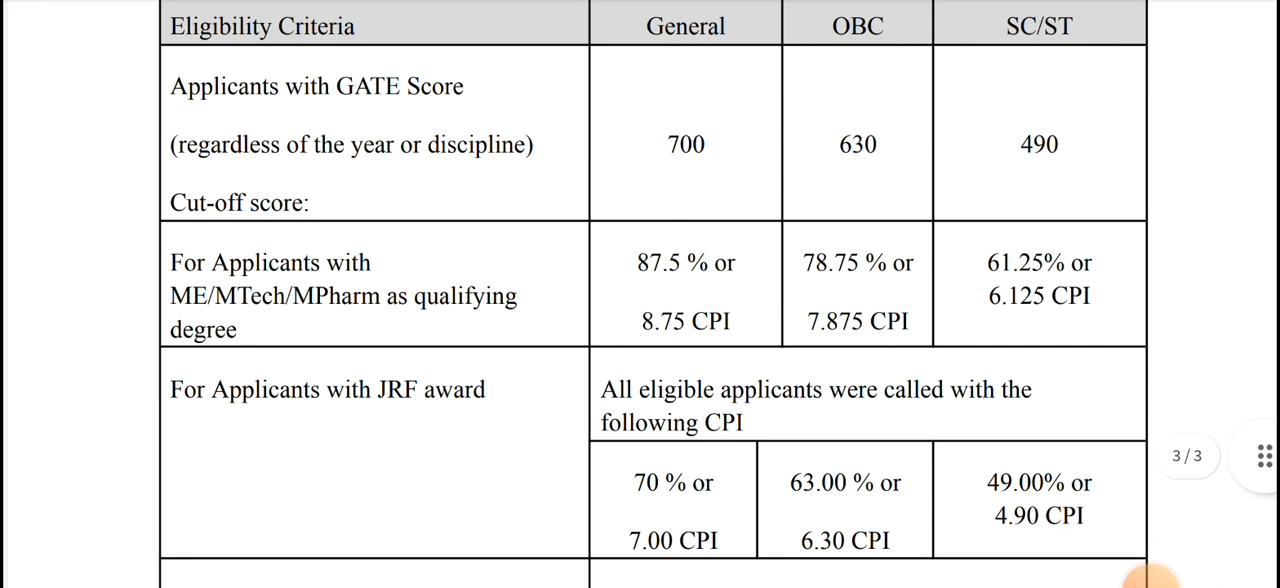 Eligibility Criteria
General
OBC
SC/ST
Applicants with GATE Score
(regardless of the year or discipline)
Cut-off score:
700
630
490
For Applicants with
ME/MTech/MPharm as qualifying
degree
87.5 % or
8.75 CPI
78.75 % or
7.875 CPI
61.25% or
6.125 CPI
For Applicants with JRF award
All eligible applicants were called with the
following CPI
70 % or
7.00 CPI
63.00 % or
6.30 CPI
49.00% or
4.90 CPI
3/3